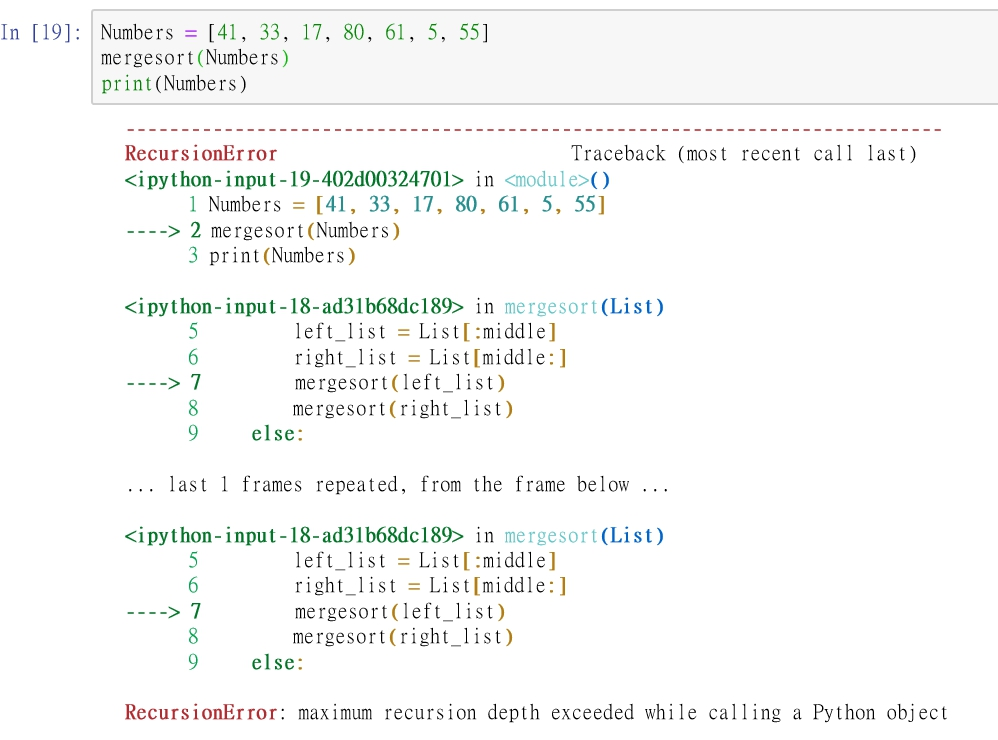 In [19]: Numbers = [41, 33, 17, 80, 61, 5, 55]
mergesort(Numbers)
print(Numbers)
---------------------------------------------------------------------------
RecursionError                            Traceback (most recent call last)
<ipython-input-19-402d00324701> in <module>()
      1 Numbers = [41, 33, 17, 80, 61, 5, 55]
----> 2 mergesort(Numbers)
      3 print(Numbers)
<ipython-input-18-ad31b68dc189> in mergesort(List)
      5         left_list = List[:middle]
      6         right_list = List[middle:]
----> 7         mergesort(left_list)
      8         mergesort(right_list)
      9     else:
... last 1 frames repeated, from the frame below ...
<ipython-input-18-ad31b68dc189> in mergesort(List)
      5         left_list = List[:middle]
      6         right_list = List[middle:]
----> 7         mergesort(left_list)
      8         mergesort(right_list)
      9     else:
RecursionError: maximum recursion depth exceeded while calling a Python object